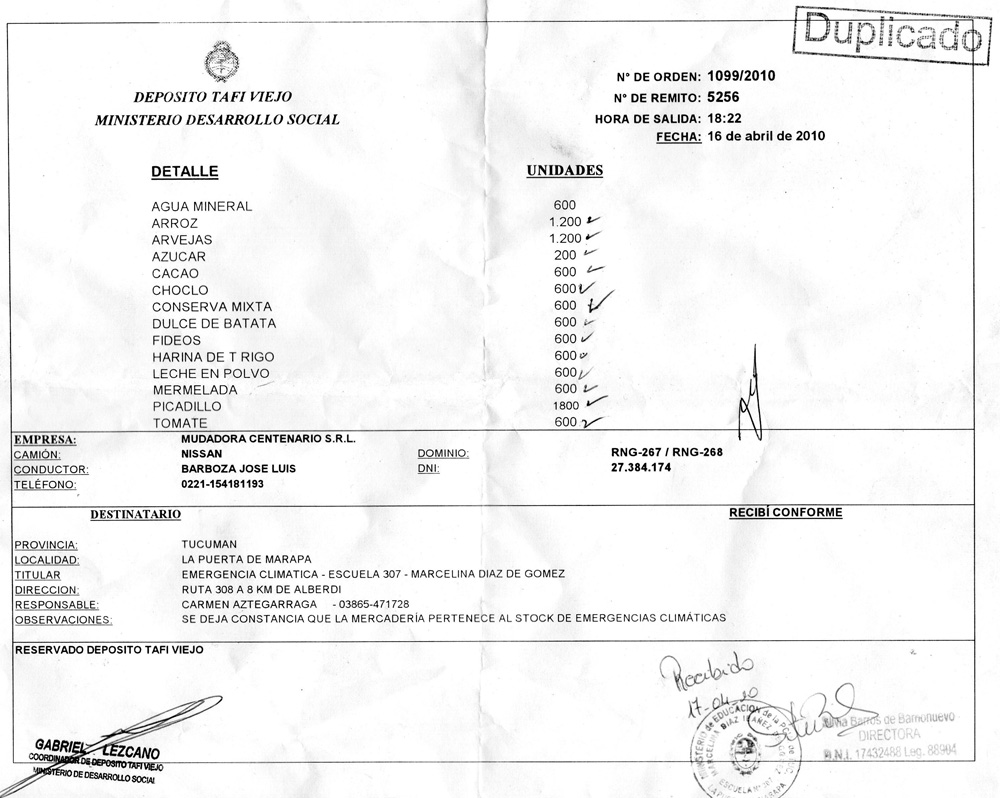 Duplicado
DEPOSITO TAFI VIEJO
MINISTERIO DESARROLLO SOCIAL
N° DE ORDEN: 1099/2010
N° DE REMITO: 5256
HORA DE SALIDA: 18:22
FECHA: 16 de abril de 2010
DETALLE UNIDADES
AGUA MINERAL 600
ARROZ 1.200
ARVEJAS 1.200
AZUCAR 200
CACAO 600
CHOCLO 600
CONSERVA MIXTA 600
DULCE DE BATATA 600
FIDEOS 600
HARINA DE T RIGO 600
LECHE EN POLVO 600
MERMELADA 600
PICADILLO 1800
TOMATE 600
EMPRESA: MUDADORA CENTENARIO S.R.L.
CAMIÓN: NISSAN DOMINIO: RNG-267 / RNG-268
CONDUCTOR: BARBOZA JOSE LUIS DNI: 27.384.174
TELÉFONO: 0221-154181193
DESTINATARIO RECIBÍ CONFORME
PROVINCIA: TUCUMAN
LOCALIDAD: LA PUERTA DE MARAPA
TITULAR EMERGENCIA CLIMATICA - ESCUELA 307 - MARCELINA DIAZ DE GOMEZ
DIRECCION: RUTA 308 A 8 KM DE ALBERDI
RESPONSABLE: CARMEN AZTEGARRAGA - 03865-471728
OBSERVACIONES: SE DEJA CONSTANCIA QUE LA MERCADERÍA PERTENECE AL STOCK DE EMERGENCIAS CLIMÁTICAS
RESERVADO DEPOSITO TAFI VIEJO
Recibido
17-04-10
GABRIEL LEZCANO
COORDINADOR DE DEPOSITO TAFI VIEJO
MINISTERIO DE DESARROLLO SOCIAL
MINISTERIO de EDUCACION de la
MARCELINA DIAZ
ESCUELA Nº 307
Barros de Barrionuevo
DIRECTORA
D.N.I. 17432488 Leg. 88904